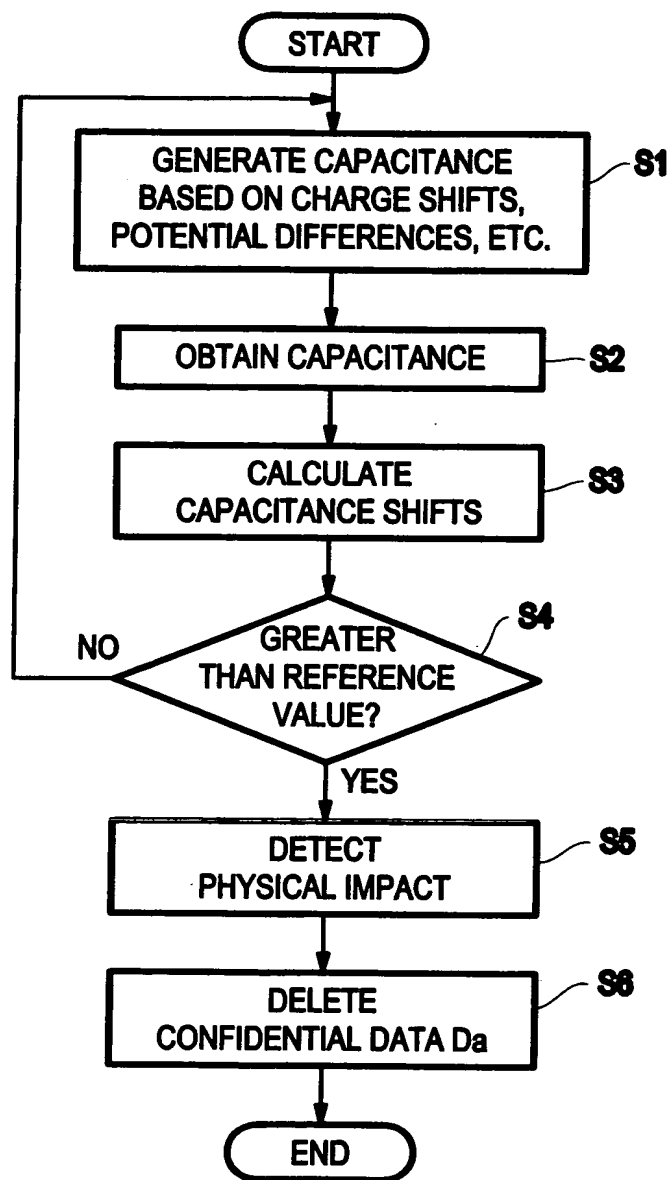 START
GENERATE CAPACITANCE
BASED ON CHARGE SHIFTS,
POTENTIAL DIFFERENCES, ETC.
S1
OBTAIN CAPACITANCE
S2
CALCULATE
CAPACITANCE SHIFTS
S3
GREATER
THAN REFERENCE
VALUE?
S4
NO
YES
DETECT
PHYSICAL IMPACT
S5
DELETE
CONFIDENTIAL DATA Da
S6
END